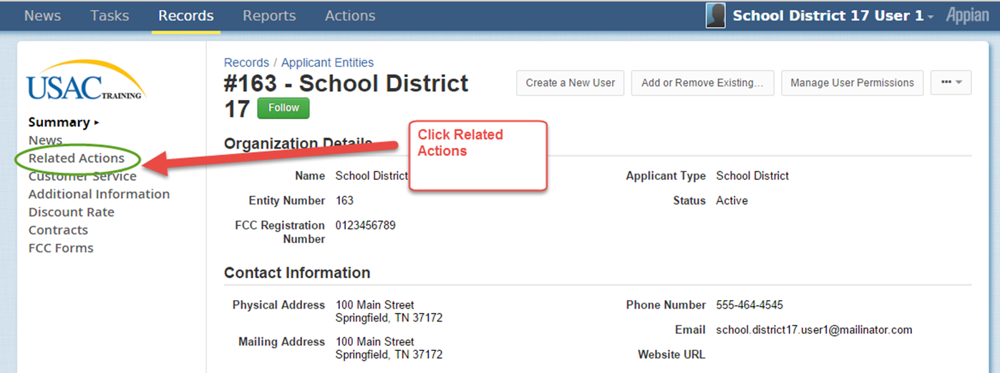 News Tasks Records Reports Actions School District 17 User 1 Appian
USAC TRAINING
Summary
News
Related Actions
Customer Service
Additional Information
Discount Rate
Contracts
FCC Forms
Records / Applicant Entities
#163 - School District
17 Follow
Create a New User Add or Remove Existing... Manage User Permissions ...
Organization Details
Click Related
Actions
Name School District
Applicant Type School District
Entity Number 163
Status Active
FCC Registration
Number 0123456789
Contact Information
Physical Address 100 Main Street
Springfield, TN 37172
Phone Number 555-464-4545
Email school.district17.user1@mailinator.com
Mailing Address 100 Main Street
Springfield, TN 37172
Website URL